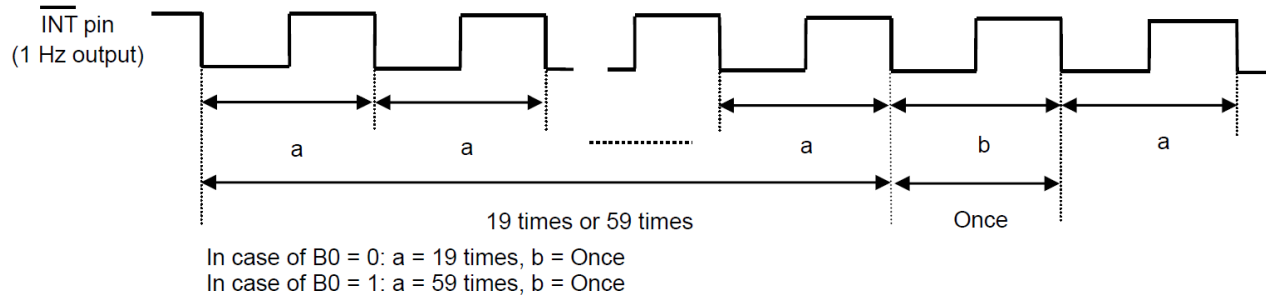 INT pin
(1 Hz output)
a
a
a
b
a
19 times or 59 times
Once
In case of B0 = 0: a = 19 times, b = Once
In case of B0 = 1: a = 59 times, b = Once